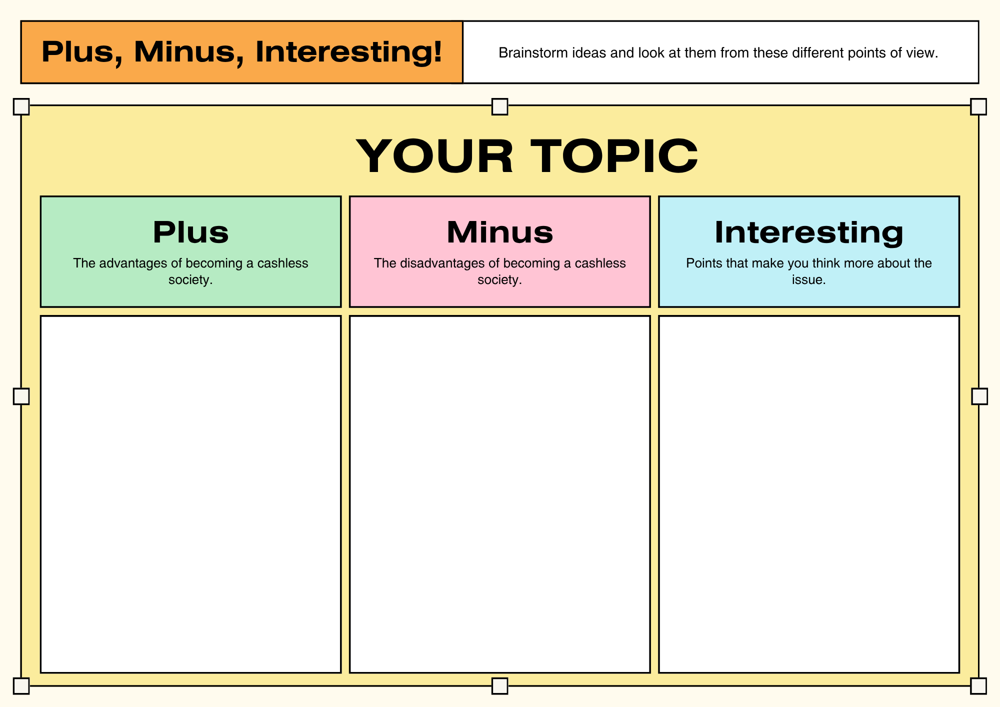 Plus, Minus, Interesting!
Brainstorm ideas and look at them from these different points of view.
YOUR TOPIC
Plus
The advantages of becoming a cashless
society.
Minus
The disadvantages of becoming a cashless
society.
Interesting
Points that make you think more about the
issue.